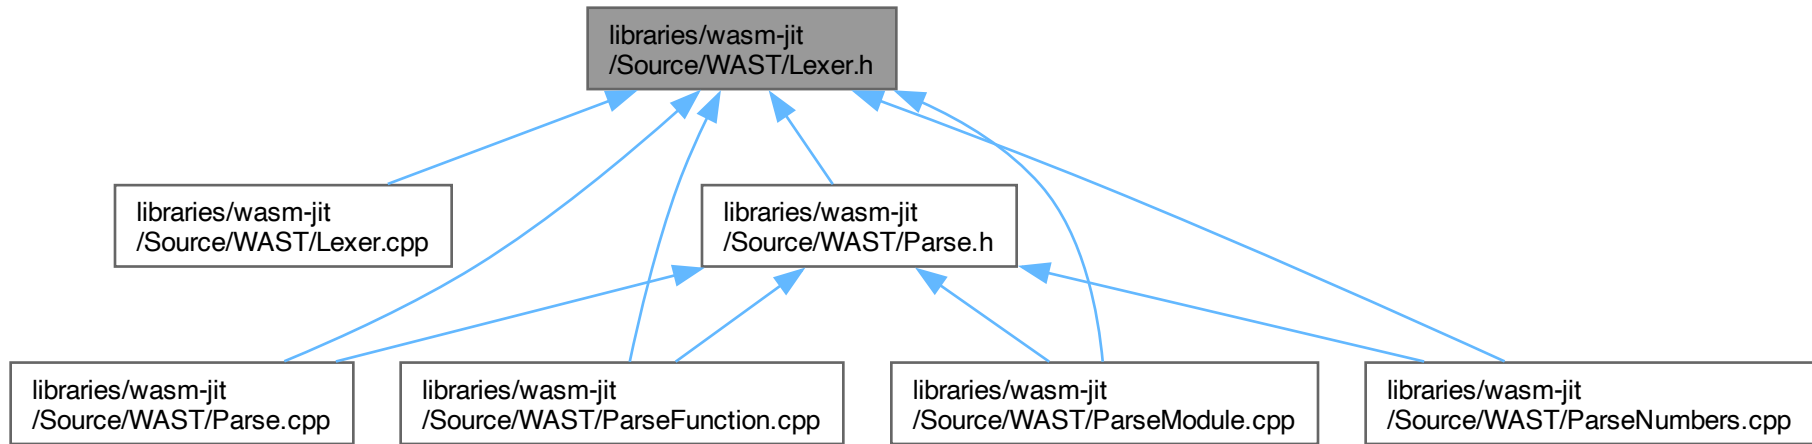 libraries/wasm-jit
/Source/WAST/Lexer.h
libraries/wasm-jit
/Source/WAST/Lexer.cpp
libraries/wasm-jit
/Source/WAST/Parse.h
libraries/wasm-jit
/Source/WAST/Parse.cpp
libraries/wasm-jit
/Source/WAST/ParseFunction.cpp
libraries/wasm-jit
/Source/WAST/ParseModule.cpp
libraries/wasm-jit
/Source/WAST/ParseNumbers.cpp